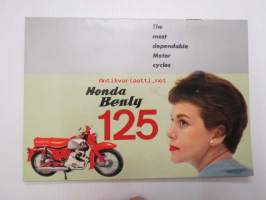 The
most
dependable
Motor
cycles
Honda
Benly
125
Antikvariaatti.net